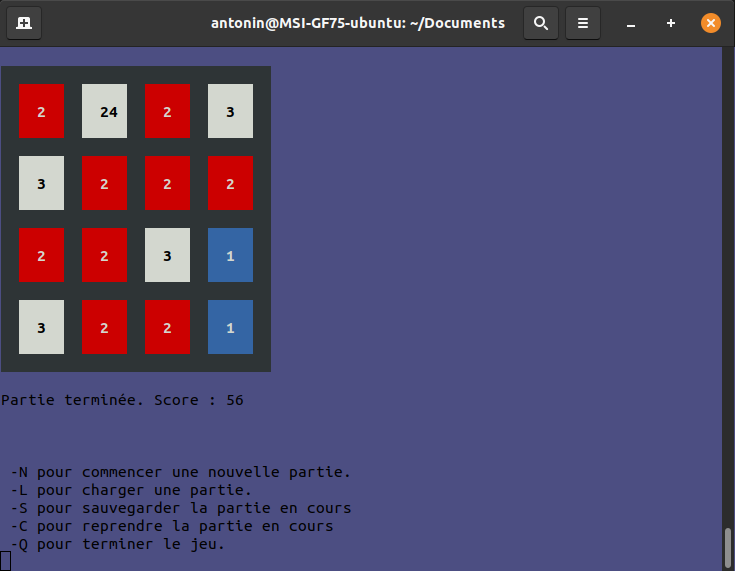 antonin@MSI-GF75-ubuntu: ~/Documents
2 24 2 3
3 2 2 2
2 2 3 1
3 2 2 1
Partie terminée. Score : 56
-N pour commencer une nouvelle partie.
-L pour charger une partie.
-S pour sauvegarder la partie en cours
-C pour reprendre la partie en cours
-Q pour terminer le jeu.